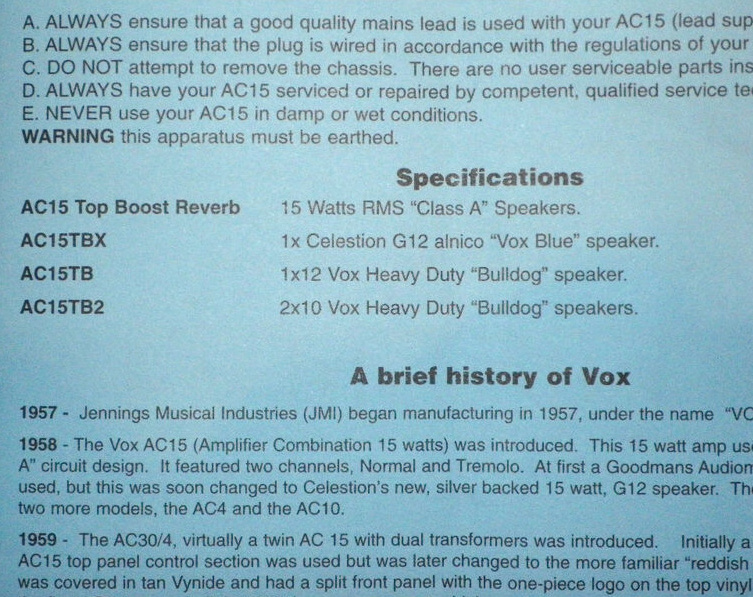 A. ALWAYS ensure that a good quality mains lead is used with your AC15 (lead sup
B. ALWAYS ensure that the plug is wired in accordance with the regulations of your
C. DO NOT attempt to remove the chassis. There are no user serviceable parts ins
D. ALWAYS have your AC15 serviced or repaired by competent, qualified service te
E. NEVER use your AC15 in damp or wet conditions.
WARNING this apparatus must be earthed.
Specifications
AC15 Top Boost Reverb 15 Watts RMS “Class A” Speakers.
AC15TBX 1x Celestion G12 alnico “Vox Blue” speaker.
AC15TB 1x12 Vox Heavy Duty “Bulldog” speaker.
AC15TB2 2x10 Vox Heavy Duty “Bulldog” speakers.
A brief history of Vox
1957 - Jennings Musical Industries (JMI) began manufacturing in 1957, under the name “VO
1958 - The Vox AC15 (Amplifier Combination 15 watts) was introduced. This 15 watt amp use
A” circuit design. It featured two channels, Normal and Tremolo. At first a Goodmans Audiom
used, but this was soon changed to Celestion's new, silver backed 15 watt, G12 speaker. The
two more models, the AC4 and the AC10.
1959 - The AC30/4, virtually a twin AC 15 with dual transformers was introduced. Initially a
AC15 top panel control section was used but was later changed to the more familiar “reddish
was covered in tan Vynide and had a split front panel with the one-piece logo on the top vinyl